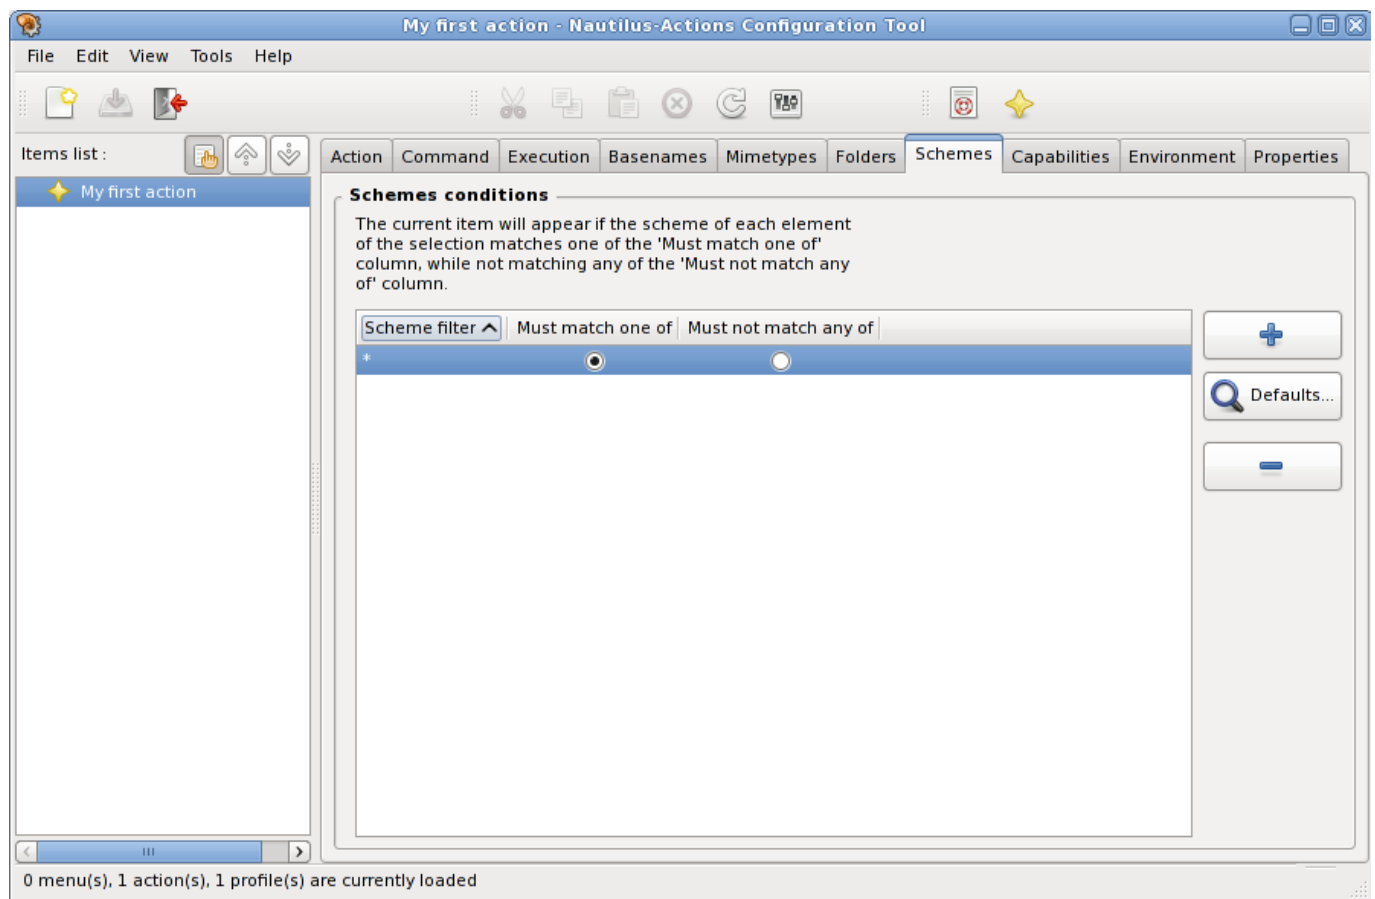 My first action - Nautilus-Actions Configuration Tool
File Edit View Tools Help
Items list :
Action Command Execution Basenames Mimetypes Folders Schemes Capabilities Environment Properties
My first action
Schemes conditions
The current item will appear if the scheme of each element
of the selection matches one of the 'Must match one of'
column, while not matching any of the 'Must not match any
of' column.
Scheme filter Must match one of Must not match any of
*
Defaults...
0 menu(s), 1 action(s), 1 profile(s) are currently loaded